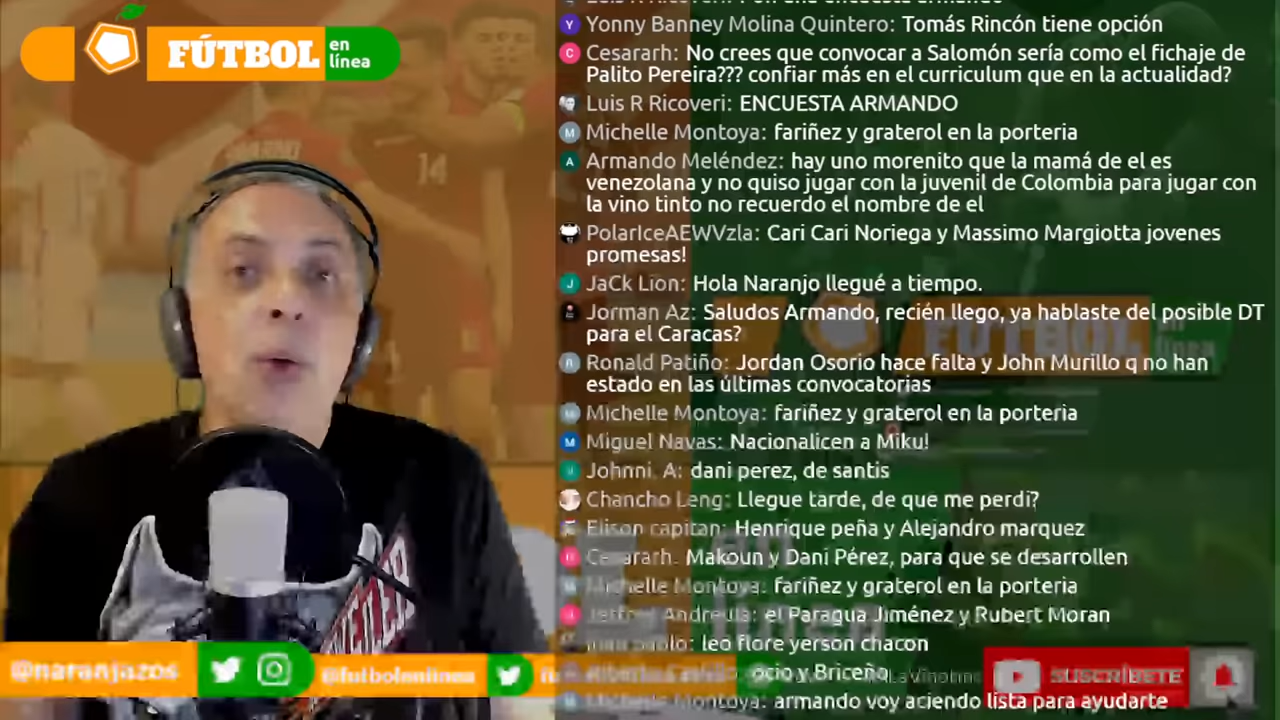 FÚTBOL en línea
14
Yonny Banney Molina Quintero: Tomás Rincón tiene opción
Cesararh: No crees que convocar a Salomón sería como el fichaje de
Palito Pereira??? confiar más en el curriculum que en la actualidad?
Luis R Ricoveri: ENCUESTA ARMANDO
Michelle Montoya: fariñez y graterol en la porteria
Armando Meléndez: hay uno morenito que la mamá de el es
venezolana y no quiso jugar con la juvenil de Colombia para jugar con
la vino tinto no recuerdo el nombre de el
PolarIceAEWVzla: Cari Cari Noriega y Massimo Margiotta jovenes
promesas!
JaCk Lion: Hola Naranjo llegué a tiempo.
Jorman Az: Saludos Armando, recién llego, ya hablaste del posible DT
para el Caracas?
Ronald Patiño: Jordan Osorio hace falta y John Murillo q no han
estado en las últimas convocatorias
Michelle Montoya: fariñez y graterol en la porteria
Miguel Navas: Nacionalicen a Miku!
Johnni. A: dani perez, de santis
Chancho Leng: Llegue tarde, de que me perdi?
Elison capitan: Henrique peña y Alejandro marquez
Cesararh: Makoun y Dani Pérez, para que se desarrollen
Michelle Montoya: fariñez y graterol en la porteria
Andreula: el Paragua Jiménez y Rubert Moran
leo flore yerson chacon
ocio y Briceño
Michelle Montoya: armando voy aciendo lista para ayudarte
FÚTBOL en línea
@naranjazos
@futbolenlinea
SUSCRÍBETE